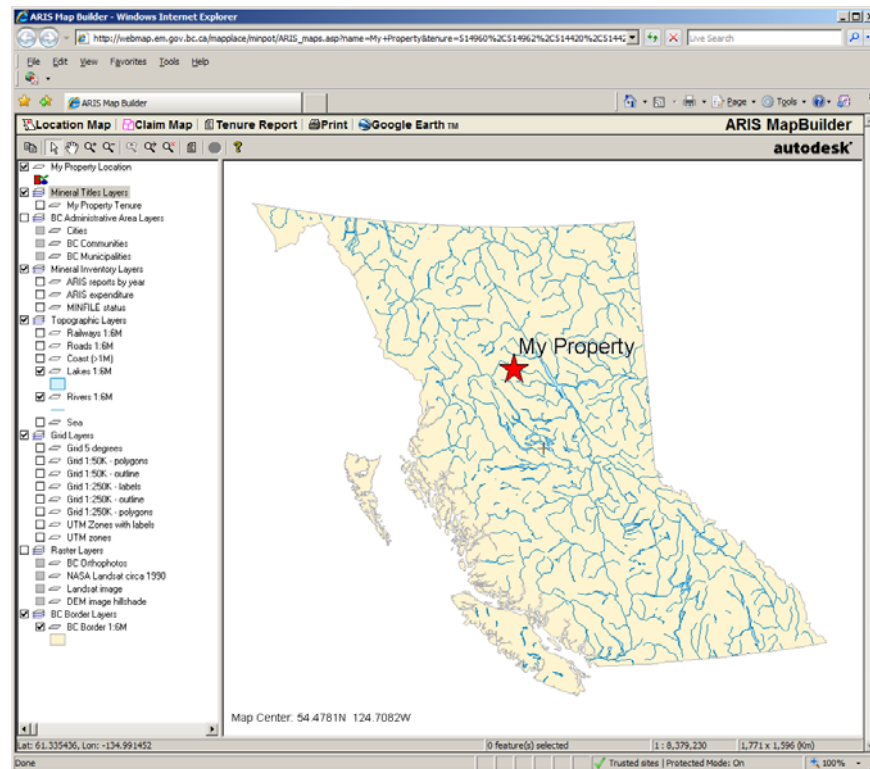 ARIS Map Builder - Windows Internet Explorer
http://webmap.em.gov.bc.ca/mapplace/minpot/ARIS_maps.asp?name=My+Property&tenure=514960%2C514962%2C514420%2C51442
Live Search
File Edit View Favorites Tools Help
ARIS Map Builder
Page Tools
Location Map Claim Map Tenure Report Print Google Earth TM
ARIS MapBuilder
autodesk
My Property Location
Mineral Titles Layers
My Property Tenure
BC Administrative Area Layers
Cities
BC Communities
BC Municipalities
Mineral Inventory Layers
ARIS reports by year
ARIS expenditure
MINFILE status
Topographic Layers
Railways 1:6M
Roads 1:6M
Coast (>1M)
Lakes 1:6M
Rivers 1:6M
Sea
Grid Layers
Grid 5 degrees
Grid 1:50K - polygons
Grid 1:50K - outline
Grid 1:250K - labels
Grid 1:250K - outline
Grid 1:250K - polygons
UTM Zones with labels
UTM zones
Raster Layers
BC Orthophotos
NASA Landsat circa 1990
Landsat image
DEM image hillshade
BC Border Layers
BC Border 1:6M
My Property
Map Center: 54.4781N 124.7082W
Lat: 61.335436, Lon: -134.991452
0 feature(s) selected
1 : 8,379,230
1,771 x 1,596 (Km)
Done
Trusted sites | Protected Mode: On
100%